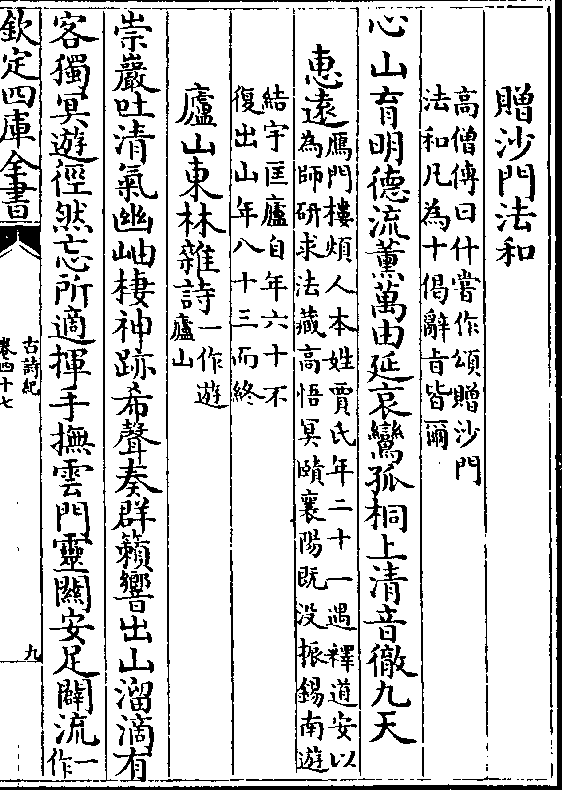 贈沙門法和
高僧傳曰什嘗作頌贈沙門
法和凡為十偈辭㫖皆爾
心山育明德流薰萬由延哀鸞孤桐上清音徹九天
惠遠鴈門樓煩人本姓賈氏年二十一遇釋道安以
為師研求法藏高悟冥賾襄陽既没振錫南遊
結宇匡廬自年六十不
復出山年八十三而終
廬山東林雜詩一作遊
廬山
崇巖吐清氣幽岫棲神跡希聲奏群籟響出山溜滴有
客獨冥遊徑然忘所適揮手撫雲門靈關安足闢流一
作
欽定四庫全書
古詩紀
卷四十七
九